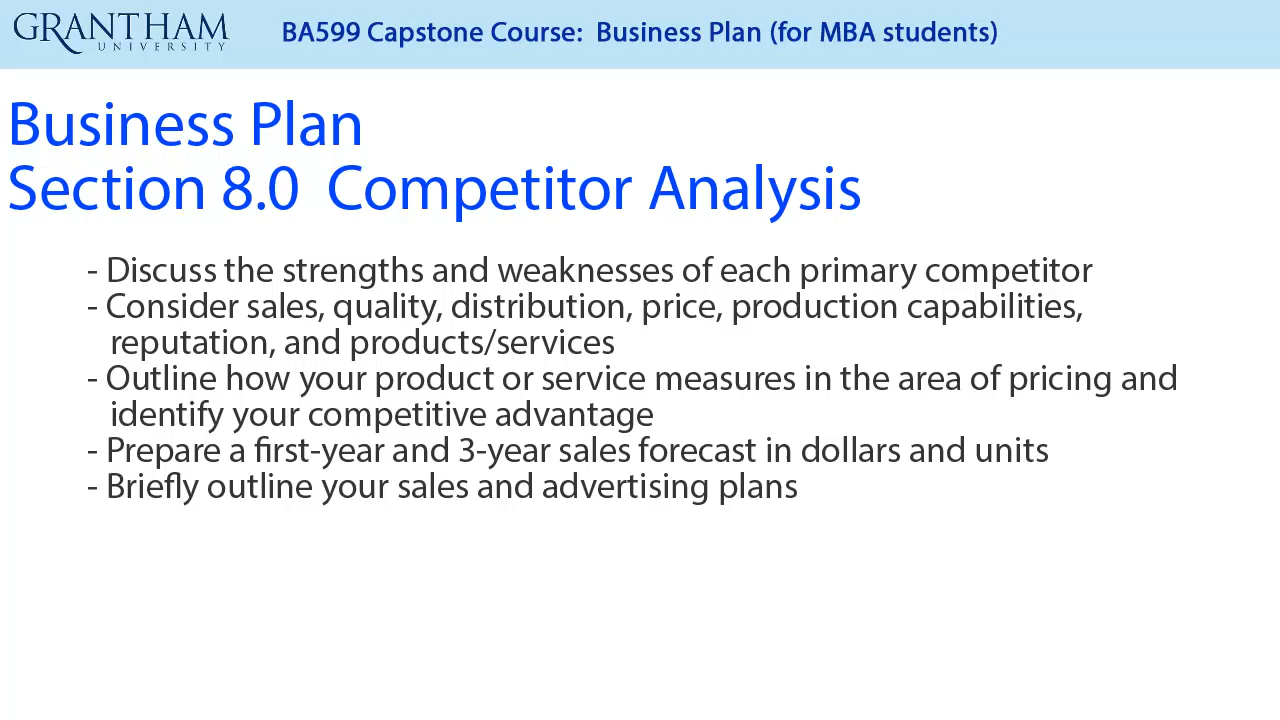 GRANTHAM
UNIVERSITY
BA599 Capstone Course:  Business Plan (for MBA students)
Business Plan
Section 8.0  Competitor Analysis
- Discuss the strengths and weaknesses of each primary competitor
- Consider sales, quality, distribution, price, production capabilities,
reputation, and products/services
- Outline how your product or service measures in the area of pricing and
identify your competitive advantage
- Prepare a first-year and 3-year sales forecast in dollars and units
- Briefly outline your sales and advertising plans